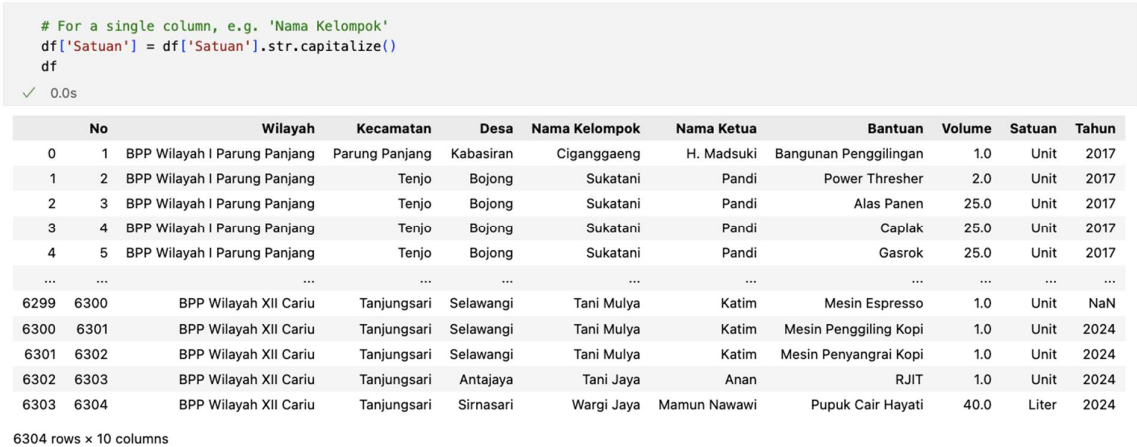 # For a single column, e.g. 'Nama Kelompok'
df['Satuan'] = df['Satuan'].str.capitalize()
df
✓ 0.0s
No Wilayah Kecamatan Desa Nama Kelompok Nama Ketua Bantuan Volume Satuan Tahun
0 1 BPP Wilayah I Parung Panjang Parung Panjang Kabasiran Ciganggaeng H. Madsuki Bangunan Penggilingan 1.0 Unit 2017
1 2 BPP Wilayah I Parung Panjang Tenjo Bojong Sukatani Pandi Power Thresher 2.0 Unit 2017
2 3 BPP Wilayah I Parung Panjang Tenjo Bojong Sukatani Pandi Alas Panen 25.0 Unit 2017
3 4 BPP Wilayah I Parung Panjang Tenjo Bojong Sukatani Pandi Caplak 25.0 Unit 2017
4 5 BPP Wilayah I Parung Panjang Tenjo Bojong Sukatani Pandi Gasrok 25.0 Unit 2017
... ... ... ... ... ... ... ... ... ... ...
6299 6300 BPP Wilayah XII Cariu Tanjungsari Selawangi Tani Mulya Katim Mesin Espresso 1.0 Unit NaN
6300 6301 BPP Wilayah XII Cariu Tanjungsari Selawangi Tani Mulya Katim Mesin Penggiling Kopi 1.0 Unit 2024
6301 6302 BPP Wilayah XII Cariu Tanjungsari Selawangi Tani Mulya Katim Mesin Penyangrai Kopi 1.0 Unit 2024
6302 6303 BPP Wilayah XII Cariu Tanjungsari Antajaya Tani Jaya Anan RJIT 1.0 Unit 2024
6303 6304 BPP Wilayah XII Cariu Tanjungsari Sirnasari Wargi Jaya Mamun Nawawi Pupuk Cair Hayati 40.0 Liter 2024
6304 rows × 10 columns